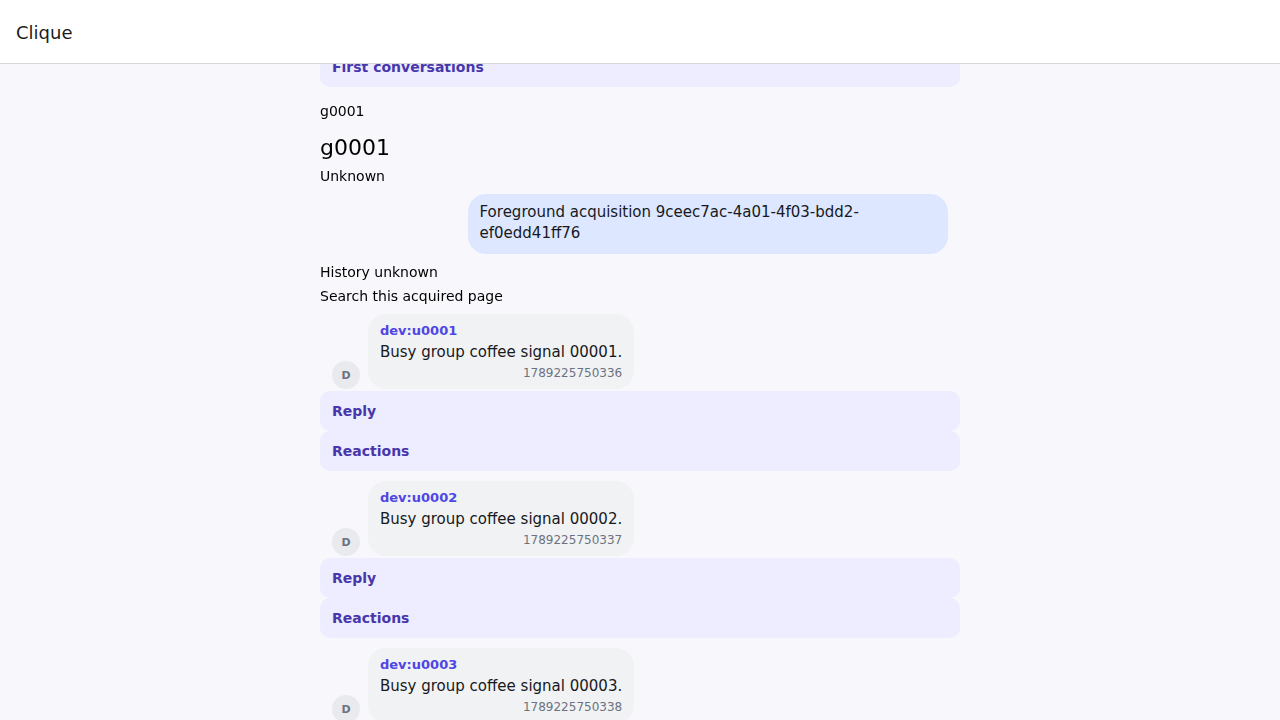 Clique
First conversations
g0001
g0001
Unknown
Foreground acquisition 9ceec7ac-4a01-4f03-bdd2-
ef0edd41ff76
History unknown
Search this acquired page
dev:u0001
Busy group coffee signal 00001.
D
1789225750336
Reply
Reactions
dev:u0002
Busy group coffee signal 00002.
D
1789225750337
Reply
Reactions
dev:u0003
Busy group coffee signal 00003.
D
1789225750338